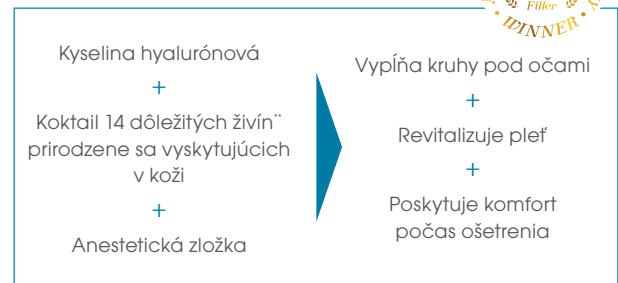 Filler
WINNER
Kyselina hyalurónová
+
Koktail 14 dôležitých živín¨
prirodzene sa vyskytujúcich
v koži
+
Anestetická zložka
Vypĺňa kruhy pod očami
+
Revitalizuje pleť
+
Poskytuje komfort
počas ošetrenia